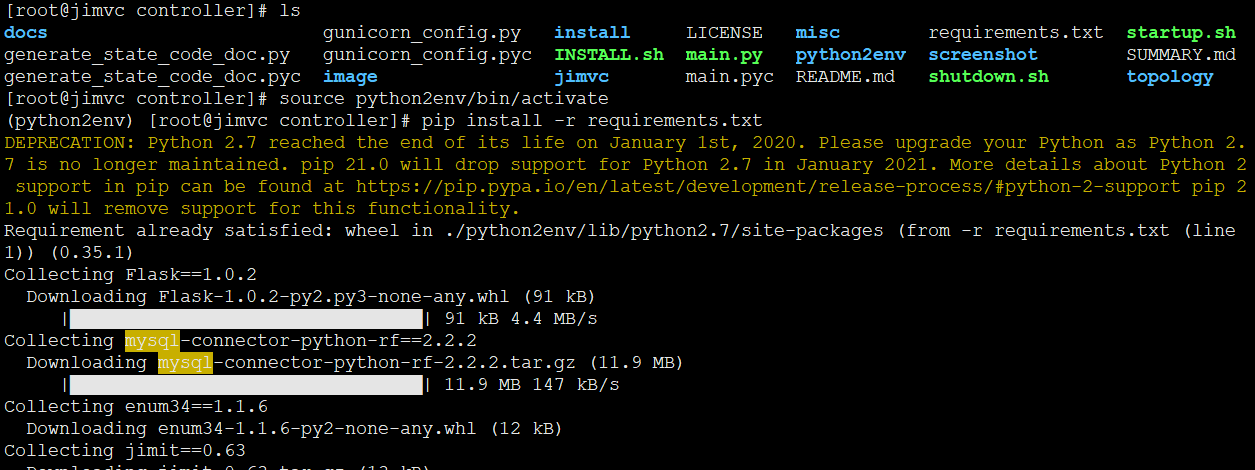 [root@jimvc controller]# ls
docs gunicorn_config.py install LICENSE misc requirements.txt startup.sh
generate_state_code_doc.py gunicorn_config.pyc INSTALL.sh main.py python2env screenshot SUMMARY.md
generate_state_code_doc.pyc image jimvc main.pyc README.md shutdown.sh topology
[root@jimvc controller]# source python2env/bin/activate
(python2env) [root@jimvc controller]# pip install -r requirements.txt
DEPRECATION: Python 2.7 reached the end of its life on January 1st, 2020. Please upgrade your Python as Python 2.
7 is no longer maintained. pip 21.0 will drop support for Python 2.7 in January 2021. More details about Python 2
 support in pip can be found at https://pip.pypa.io/en/latest/development/release-process/#python-2-support pip 2
1.0 will remove support for this functionality.
Requirement already satisfied: wheel in ./python2env/lib/python2.7/site-packages (from -r requirements.txt (line
1)) (0.35.1)
Collecting Flask==1.0.2
  Downloading Flask-1.0.2-py2.py3-none-any.whl (91 kB)
     |████████████████████████████████| 91 kB 4.4 MB/s
Collecting mysql-connector-python-rf==2.2.2
  Downloading mysql-connector-python-rf-2.2.2.tar.gz (11.9 MB)
     |████████████████████████████████| 11.9 MB 147 kB/s
Collecting enum34==1.1.6
  Downloading enum34-1.1.6-py2-none-any.whl (12 kB)
Collecting jimit==0.63
  Downloading jimit-0.63.tar.gz (13 kB)